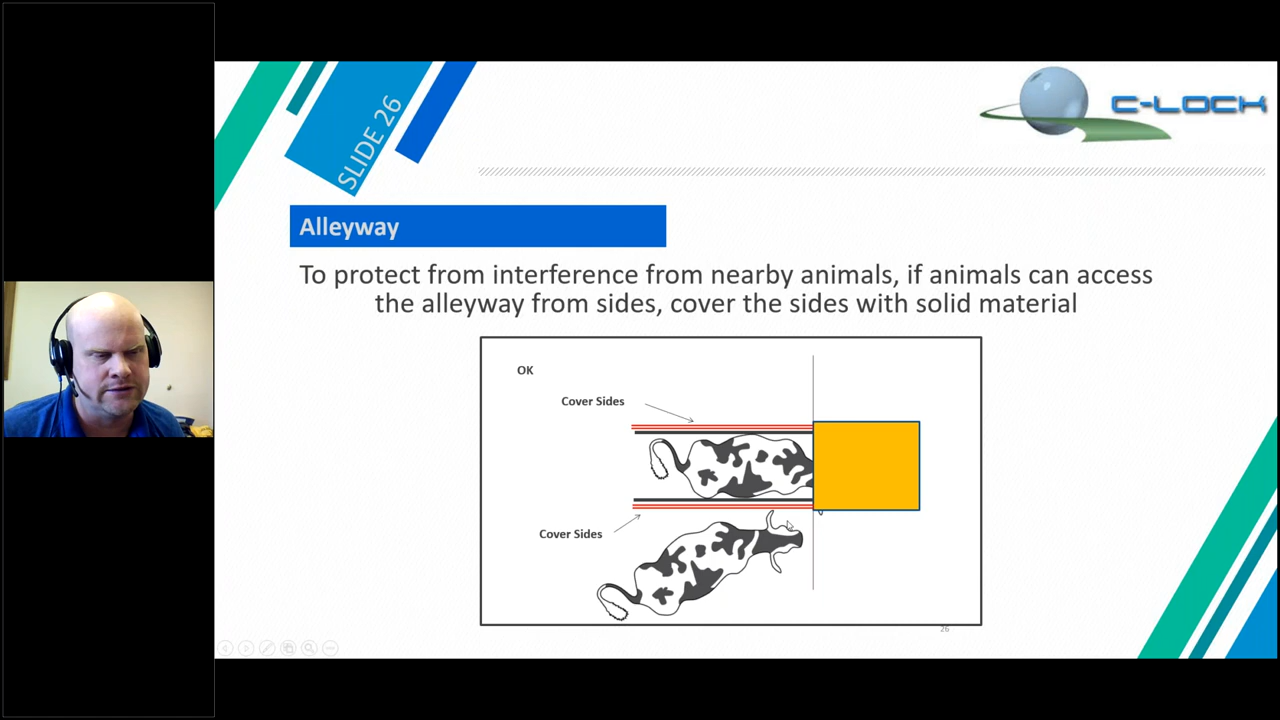 SLIDE 26
C-LOCK
Alleyway
To protect from interference from nearby animals, if animals can access
the alleyway from sides, cover the sides with solid material
OK
Cover Sides
Cover Sides
26